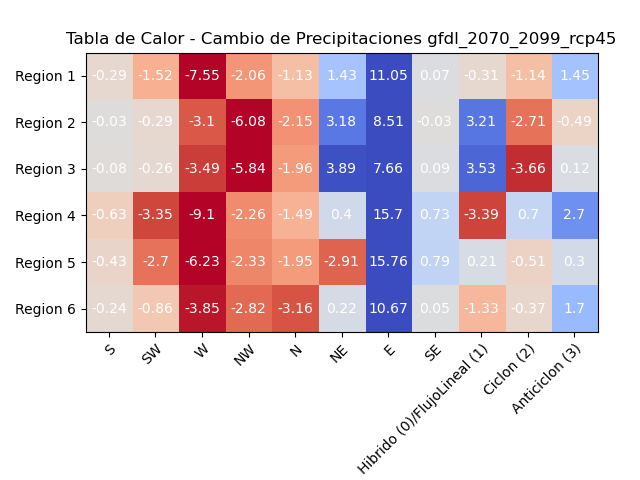 Tabla de Calor - Cambio de Precipitaciones gfdl_2070_2099_rcp45
Region 1 -0.29 -1.52 -7.55 -2.06 -1.13 1.43 11.05 0.07 -0.31 -1.14 1.45
Region 2 -0.03 -0.29 -3.1 -6.08 -2.15 3.18 8.51 -0.03 3.21 -2.71 -0.49
Region 3 -0.08 -0.26 -3.49 -5.84 -1.96 3.89 7.66 0.09 3.53 -3.66 0.12
Region 4 -0.63 -3.35 -9.1 -2.26 -1.49 0.4 15.7 0.73 -3.39 0.7 2.7
Region 5 -0.43 -2.7 -6.23 -2.33 -1.95 -2.91 15.76 0.79 0.21 -0.51 0.3
Region 6 -0.24 -0.86 -3.85 -2.82 -3.16 0.22 10.67 0.05 -1.33 -0.37 1.7
S SW W NW N NE E SE Hibrido (0)/FlujoLineal (1) Ciclon (2) Anticiclon (3)